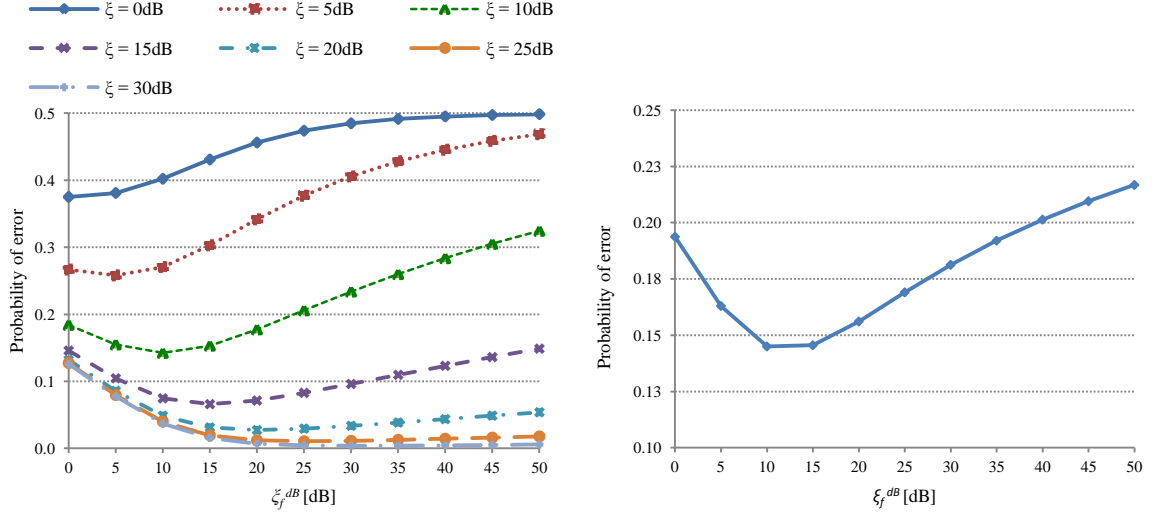 ξ = 0dB ξ = 5dB ξ = 10dB
ξ = 15dB ξ = 20dB ξ = 25dB
ξ = 30dB
0.5
0.4
0.3
0.2
0.1
0.0
Probability of error
0 5 10 15 20 25 30 35 40 45 50
ξf dB [dB]
0.25
0.23
0.20
0.18
0.15
0.13
0.10
Probability of error
0 5 10 15 20 25 30 35 40 45 50
ξf dB [dB]